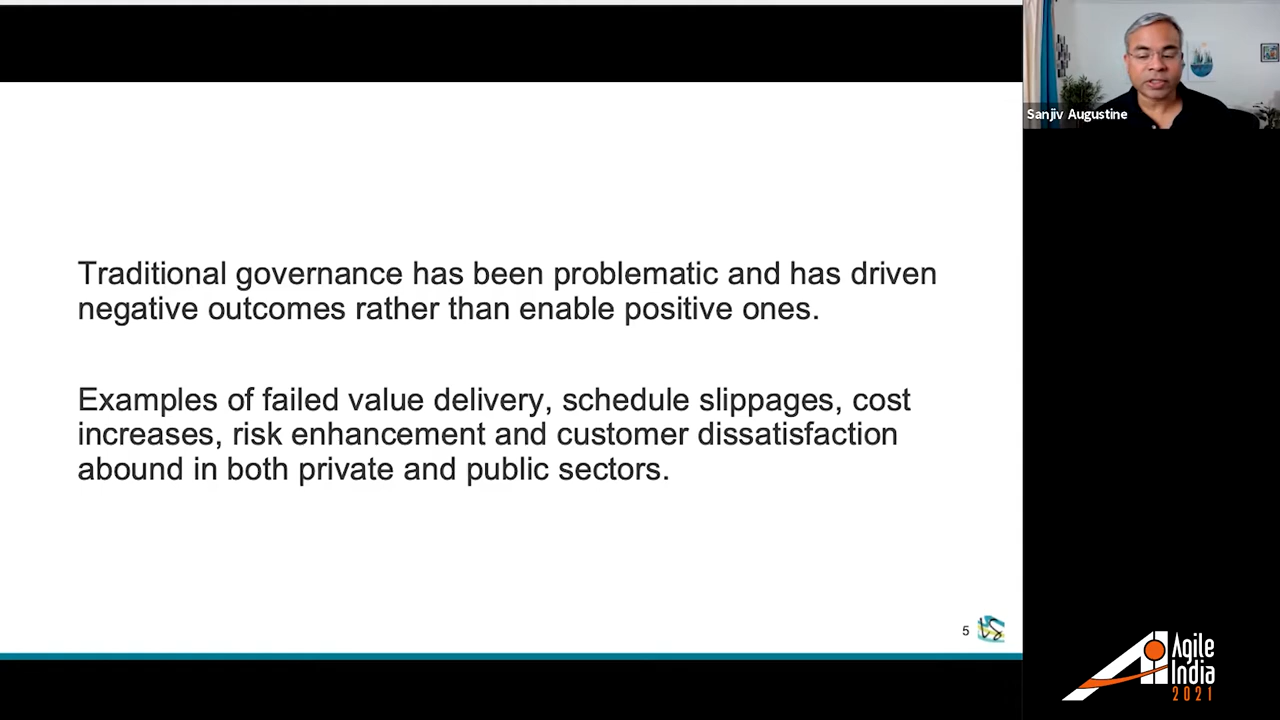 Traditional governance has been problematic and has driven
negative outcomes rather than enable positive ones.
Examples of failed value delivery, schedule slippages, cost
increases, risk enhancement and customer dissatisfaction
abound in both private and public sectors.
5
Sanjiv Augustine
Agile
India
2021